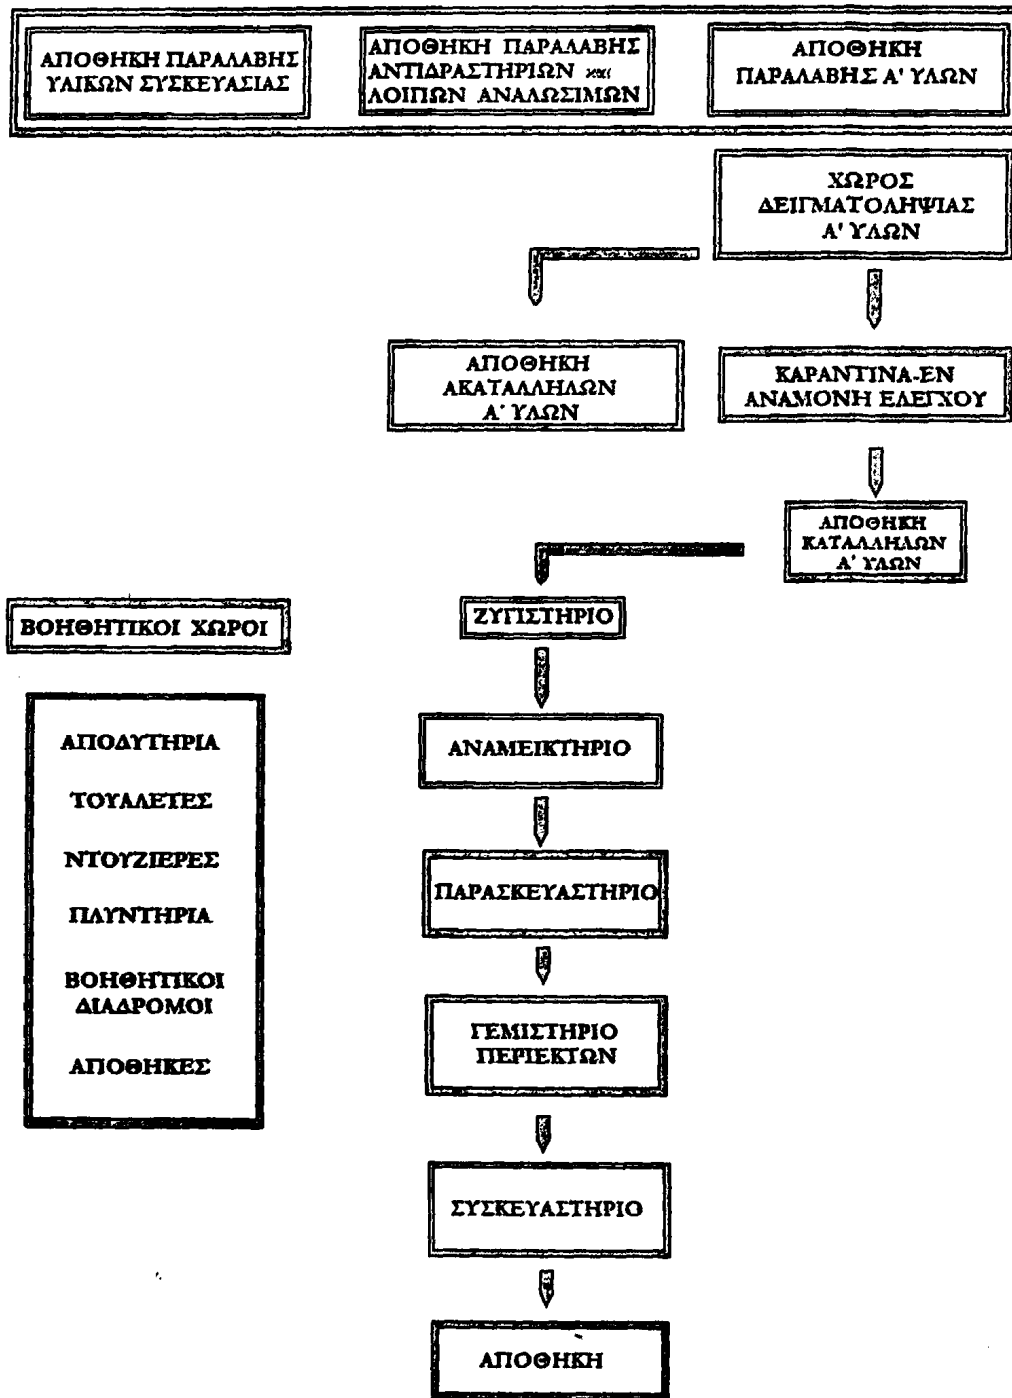 ΑΠΟΘΗΚΗ ΠΑΡΑΛΑΒΗΣ
ΥΛΙΚΩΝ ΣΥΣΚΕΥΑΣΙΑΣ
ΑΠΟΘΗΚΗ ΠΑΡΑΛΑΒΗΣ
ΑΝΤΙΔΡΑΣΤΗΡΙΩΝ και
ΛΟΙΠΩΝ ΑΝΑΛΩΣΙΜΩΝ
ΑΠΟΘΗΚΗ
ΠΑΡΑΛΑΒΗΣ Α' ΥΛΩΝ
ΧΩΡΟΣ
ΔΕΙΓΜΑΤΟΛΗΨΙΑΣ
Α' ΥΛΩΝ
ΑΠΟΘΗΚΗ
ΑΚΑΤΑΛΛΗΛΩΝ
Α' ΥΛΩΝ
ΚΑΡΑΝΤΙΝΑ-ΕΝ
ΑΝΑΜΟΝΗ ΕΛΕΓΧΟΥ
ΑΠΟΘΗΚΗ
ΚΑΤΑΛΛΗΛΩΝ
Α' ΥΛΩΝ
ΖΥΓΙΣΤΗΡΙΟ
ΑΝΑΜΕΙΚΤΗΡΙΟ
ΠΑΡΑΣΚΕΥΑΣΤΗΡΙΟ
ΓΕΜΙΣΤΗΡΙΟ
ΠΕΡΙΕΚΤΩΝ
ΣΥΣΚΕΥΑΣΤΗΡΙΟ
ΑΠΟΘΗΚΗ
ΒΟΗΘΗΤΙΚΟΙ ΧΩΡΟΙ
ΑΠΟΔΥΤΗΡΙΑ
ΤΟΥΑΛΕΤΕΣ
ΝΤΟΥΖΙΕΡΕΣ
ΠΛΥΝΤΗΡΙΑ
ΒΟΗΘΗΤΙΚΟΙ
ΔΙΑΔΡΟΜΟΙ
ΑΠΟΘΗΚΕΣ